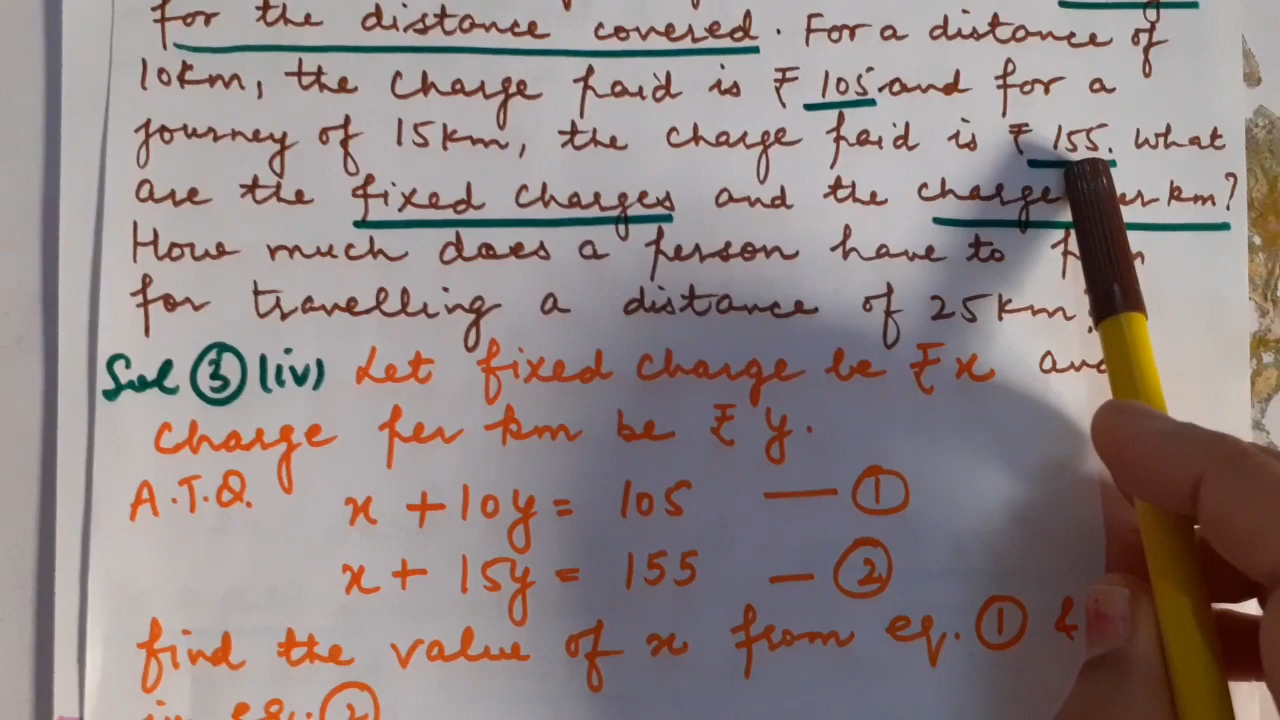 for the distance covered. For a distance of
10km, the charge paid is ₹ 105 and for a
journey of 15km, the charge paid is ₹ 155. What
are the fixed charges and the charge per km?
How much does a person have to
for travelling a distance of 25km?
Sol ③ (iv) Let fixed charge be ₹ x and
charge per km be ₹ y.
A.T.Q. x + 10y = 105 — ①
x + 15y = 155 — ②
find the value of x from eq. ① &
in eq. ②